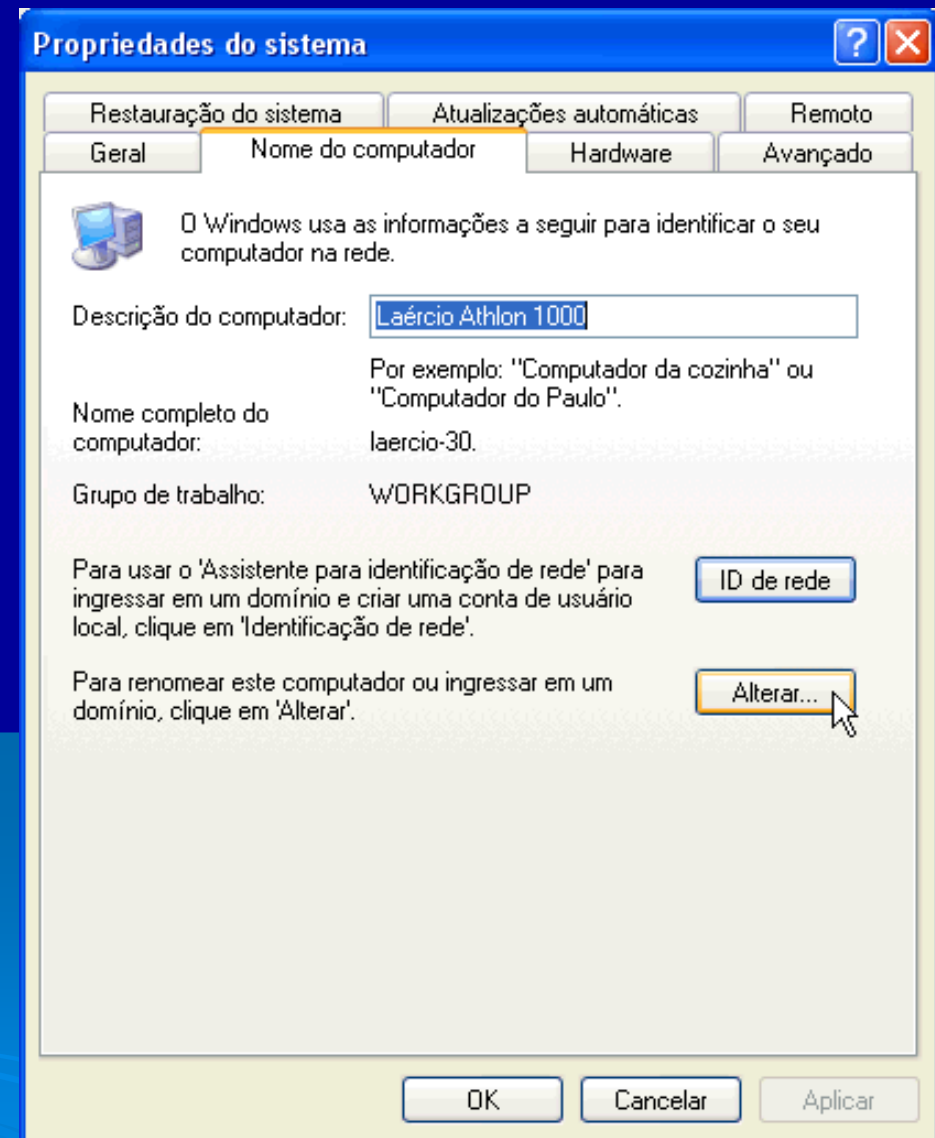 Propriedades do sistema
Restauração do sistema
Atualizações automáticas
Remoto
Geral
Nome do computador
Hardware
Avançado
O Windows usa as informações a seguir para identificar o seu
computador na rede.
Descrição do computador:
Laércio Athlon 1000
Por exemplo: "Computador da cozinha" ou
"Computador do Paulo".
Nome completo do
computador:
laercio-30.
Grupo de trabalho:
WORKGROUP
Para usar o 'Assistente para identificação de rede' para
ingressar em um domínio e criar uma conta de usuário
local, clique em 'Identificação de rede'.
ID de rede
Para renomear este computador ou ingressar em um
domínio, clique em 'Alterar'.
Alterar...
OK
Cancelar
Aplicar